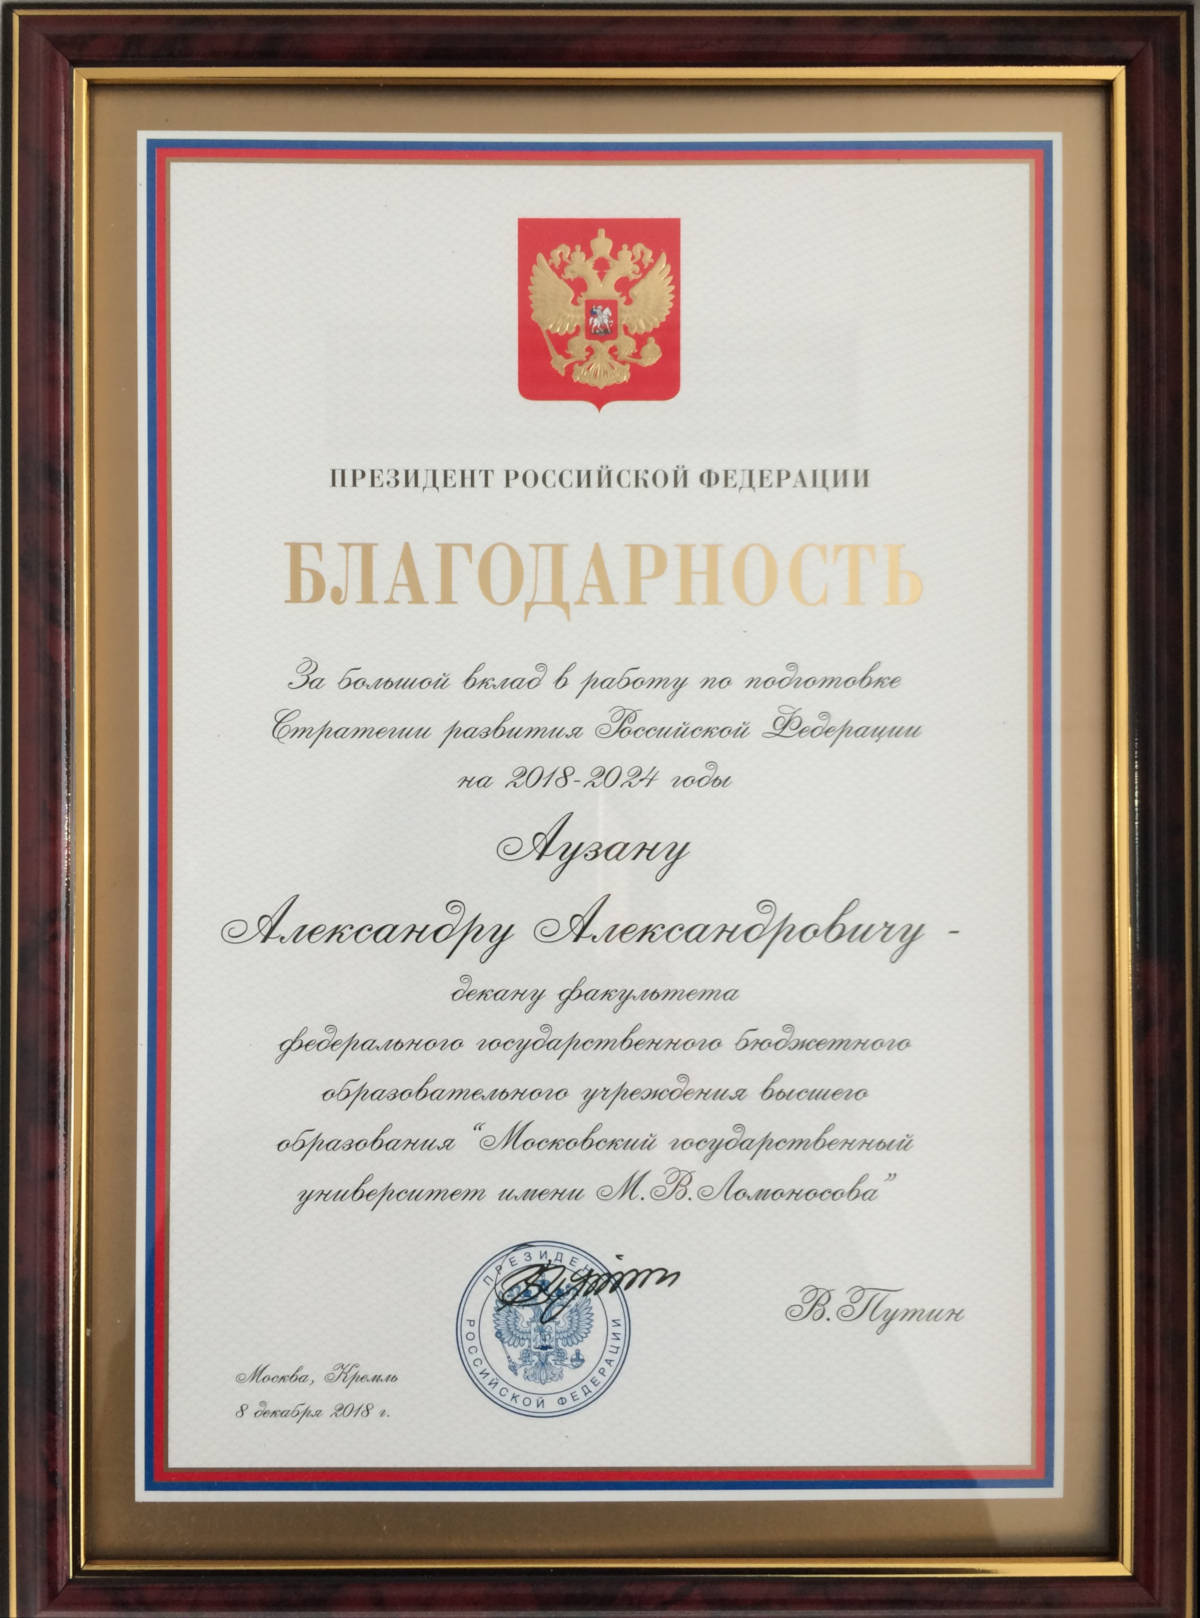 ПРЕЗИДЕНТ РОССИЙСКОЙ ФЕДЕРАЦИИ
БЛАГОДАРНОСТЬ
За большой вклад в работу по подготовке
Стратегии развития Российской Федерации
на 2018-2024 годы
Аузану
Александру Александровичу -
декану факультета
федерального государственного бюджетного
образовательного учреждения высшего
образования “Московский государственный
университет имени М.В.Ломоносова”
ПРЕЗИДЕНТ
РОССИЙСКОЙ ФЕДЕРАЦИИ
В.Путин
Москва, Кремль
8 декабря 2018 г.